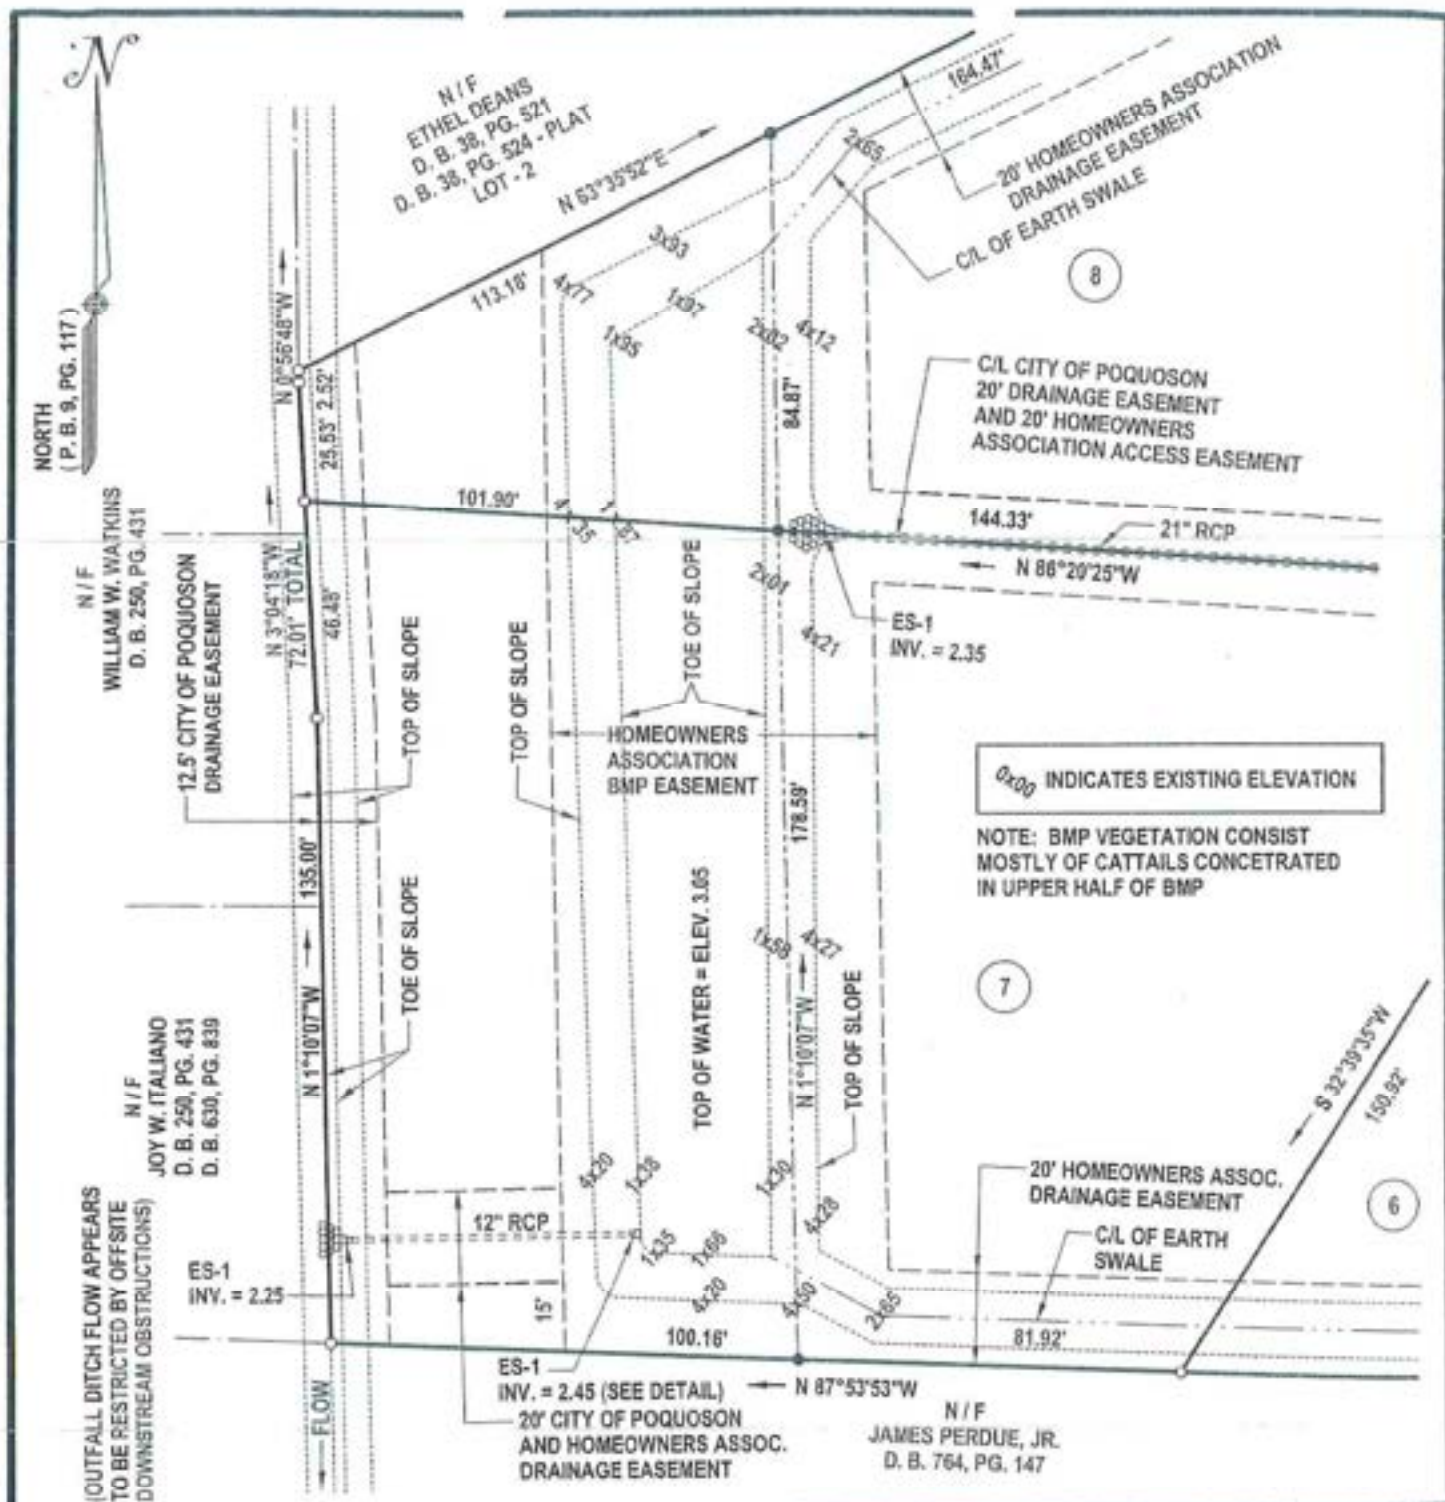 N
NORTH
( P. B. 9, PG. 117 )
N / F
ETHEL DEANS
D. B. 38, PG. 521
D. B. 38, PG. 524 - PLAT
LOT - 2
N 63°35'52"E
164.47'
20' HOMEOWNERS ASSOCIATION
DRAINAGE EASEMENT
C/L OF EARTH SWALE
2x65
8
3x93
113.18'
4x77
1x97
1x95
2x02
4x12
84.87'
N 0°56'48"W
2.52'
25.53'
C/L CITY OF POQUOSON
20' DRAINAGE EASEMENT
AND 20' HOMEOWNERS
ASSOCIATION ACCESS EASEMENT
101.90'
4x35
1x87
144.33'
21" RCP
N 86°20'25"W
N / F
WILLIAM W. WATKINS
D. B. 250, PG. 431
N 3°04'18"W
72.01' TOTAL
46.48'
12.5' CITY OF POQUOSON
DRAINAGE EASEMENT
TOP OF SLOPE
TOP OF SLOPE
TOE OF SLOPE
2x01
4x21
ES-1
INV. = 2.35
HOMEOWNERS
ASSOCIATION
BMP EASEMENT
0x00 INDICATES EXISTING ELEVATION
NOTE: BMP VEGETATION CONSIST
MOSTLY OF CATTAILS CONCETRATED
IN UPPER HALF OF BMP
178.59'
135.00'
TOE OF SLOPE
TOP OF WATER = ELEV. 3.05
1x58
4x27
7
N 1°10'07"W
N 1°10'07"W
TOP OF SLOPE
S 32°39'35"W
150.92'
N / F
JOY W. ITALIANO
D. B. 250, PG. 431
D. B. 630, PG. 839
4x20
1x38
1x30
4x28
20' HOMEOWNERS ASSOC.
DRAINAGE EASEMENT
6
C/L OF EARTH
SWALE
12" RCP
1x35
1x66
ES-1
INV. = 2.25
15'
4x20
4x50
2x65
100.16'
81.92'
ES-1
INV. = 2.45 (SEE DETAIL)
N 87°53'53"W
20' CITY OF POQUOSON
AND HOMEOWNERS ASSOC.
DRAINAGE EASEMENT
N / F
JAMES PERDUE, JR.
D. B. 764, PG. 147
FLOW
(OUTFALL DITCH FLOW APPEARS
TO BE RESTRICTED BY OFFSITE
DOWNSTREAM OBSTRUCTIONS)